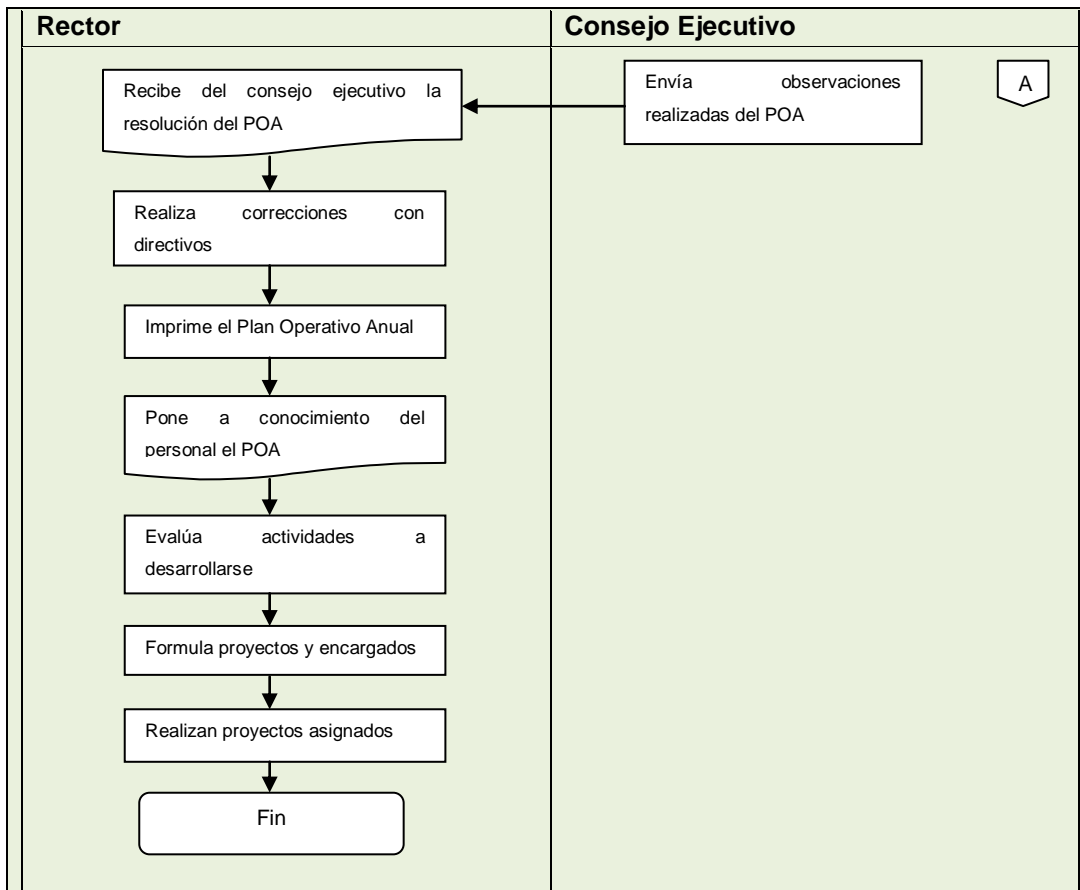 Rector
Consejo Ejecutivo
Recibe del consejo ejecutivo la
resolución del POA
Envía observaciones
realizadas del POA
A
Realiza correcciones con
directivos
Imprime el Plan Operativo Anual
Pone a conocimiento del
personal el POA
Evalúa actividades a
desarrollarse
Formula proyectos y encargados
Realizan proyectos asignados
Fin